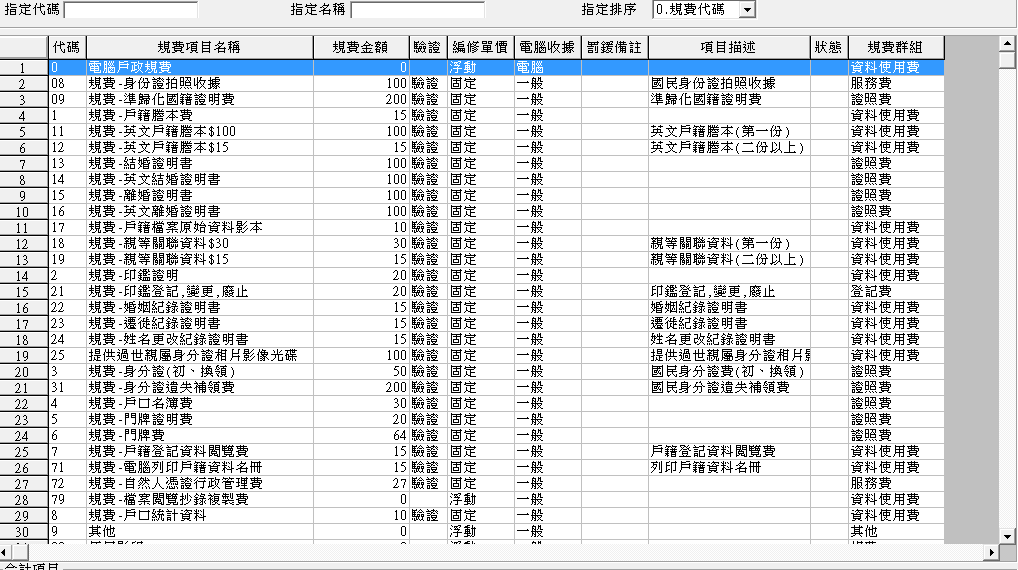 指定代碼 指定名稱 指定排序 0.規費代碼
代碼 規費項目名稱 規費金額 驗證 編修單價 電腦收據 罰鍰備註 項目描述 狀態 規費群組
1 0 電腦戶政規費 0 浮動 電腦 資料使用費
2 08 規費-身份證拍照收據 100 驗證 固定 一般 國民身份證拍照收據 服務費
3 09 規費-準歸化國籍證明費 200 驗證 固定 一般 準歸化國籍證明費 證照費
4 1 規費-戶籍謄本費 15 驗證 固定 一般 資料使用費
5 11 規費-英文戶籍謄本$100 100 驗證 固定 一般 英文戶籍謄本(第一份) 資料使用費
6 12 規費-英文戶籍謄本$15 15 驗證 固定 一般 英文戶籍謄本(二份以上) 資料使用費
7 13 規費-結婚證明書 100 驗證 固定 一般 證照費
8 14 規費-英文結婚證明書 100 驗證 固定 一般 證照費
9 15 規費-離婚證明書 100 驗證 固定 一般 證照費
10 16 規費-英文離婚證明書 100 驗證 固定 一般 證照費
11 17 規費-戶籍檔案原始資料影本 10 驗證 固定 一般 資料使用費
12 18 規費-親等關聯資料$30 30 驗證 固定 一般 親等關聯資料(第一份) 資料使用費
13 19 規費-親等關聯資料$15 15 驗證 固定 一般 親等關聯資料(二份以上) 資料使用費
14 2 規費-印鑑證明 20 驗證 固定 一般 資料使用費
15 21 規費-印鑑登記,變更,廢止 20 驗證 固定 一般 印鑑登記,變更,廢止 登記費
16 22 規費-婚姻紀錄證明書 15 驗證 固定 一般 婚姻紀錄證明書 資料使用費
17 23 規費-遷徙紀錄證明書 15 驗證 固定 一般 遷徙紀錄證明書 資料使用費
18 24 規費-姓名更改紀錄證明書 15 驗證 固定 一般 姓名更改紀錄證明書 資料使用費
19 25 提供過世親屬身分證相片影像光碟 100 驗證 固定 一般 提供過世親屬身分證相片 資料使用費
20 3 規費-身分證(初、換領) 50 驗證 固定 一般 國民身分證費(初、換領) 證照費
21 31 規費-身分證遺失補領費 200 驗證 固定 一般 國民身分證遺失補領費 證照費
22 4 規費-戶口名簿費 30 驗證 固定 一般 證照費
23 5 規費-門牌證明費 20 驗證 固定 一般 證照費
24 6 規費-門牌費 64 驗證 固定 一般 證照費
25 7 規費-戶籍登記資料閱覽費 15 驗證 固定 一般 戶籍登記資料閱覽費 資料使用費
26 71 規費-電腦列印戶籍資料名冊 15 驗證 固定 一般 列印戶籍資料名冊 資料使用費
27 72 規費-自然人憑證行政管理費 27 驗證 固定 一般 服務費
28 79 規費-檔案閱覽抄錄複製費 0 浮動 一般 資料使用費
29 8 規費-戶口統計資料 10 驗證 固定 一般 資料使用費
30 9 其他 0 浮動 一般 其他